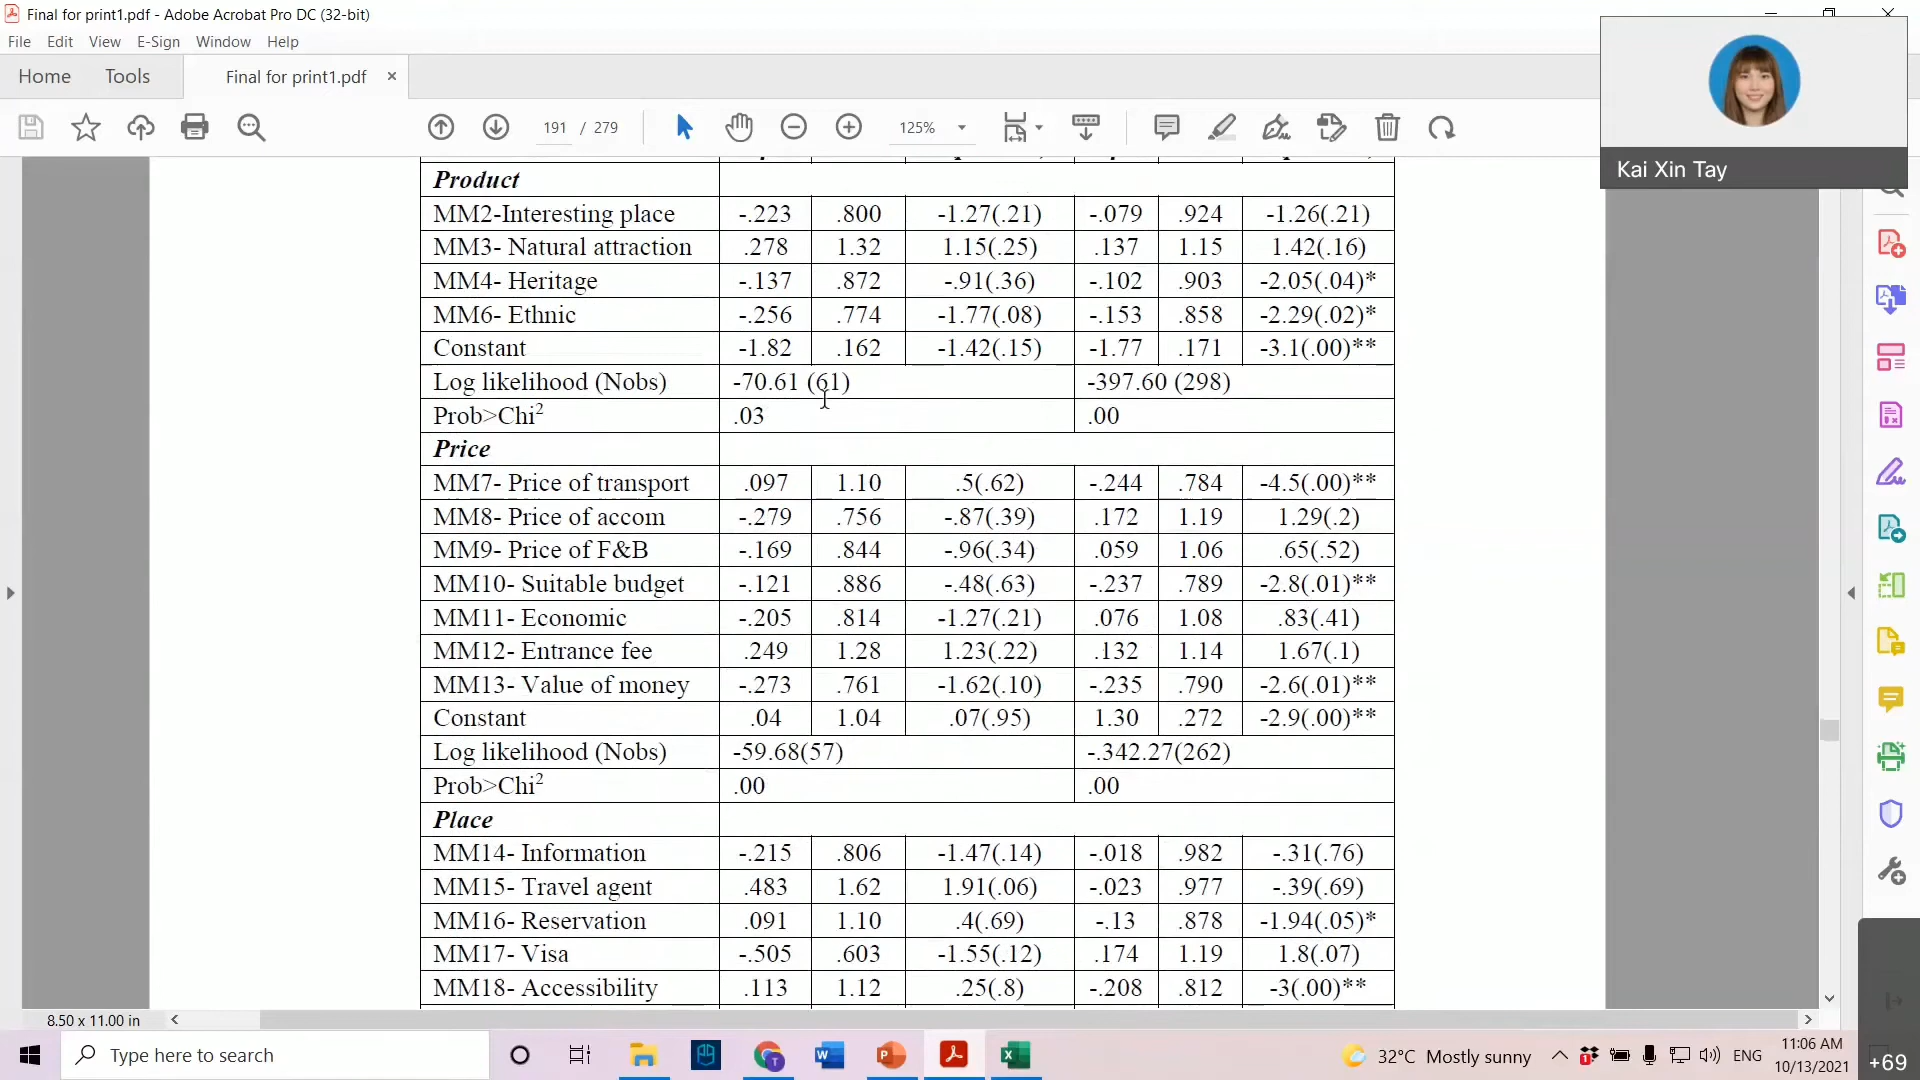 Final for print1.pdf - Adobe Acrobat Pro DC (32-bit)
File Edit View E-Sign Window Help
Home Tools Final for print1.pdf ×
191 / 279 125%
Kai Xin Tay
Product
MM2-Interesting place -.223 .800 -1.27(.21) -.079 .924 -1.26(.21)
MM3- Natural attraction .278 1.32 1.15(.25) .137 1.15 1.42(.16)
MM4- Heritage -.137 .872 -.91(.36) -.102 .903 -2.05(.04)*
MM6- Ethnic -.256 .774 -1.77(.08) -.153 .858 -2.29(.02)*
Constant -1.82 .162 -1.42(.15) -1.77 .171 -3.1(.00)**
Log likelihood (Nobs) -70.61 (61) -397.60 (298)
Prob>Chi2 .03 .00
Price
MM7- Price of transport .097 1.10 .5(.62) -.244 .784 -4.5(.00)**
MM8- Price of accom -.279 .756 -.87(.39) .172 1.19 1.29(.2)
MM9- Price of F&B -.169 .844 -.96(.34) .059 1.06 .65(.52)
MM10- Suitable budget -.121 .886 -.48(.63) -.237 .789 -2.8(.01)**
MM11- Economic -.205 .814 -1.27(.21) .076 1.08 .83(.41)
MM12- Entrance fee .249 1.28 1.23(.22) .132 1.14 1.67(.1)
MM13- Value of money -.273 .761 -1.62(.10) -.235 .790 -2.6(.01)**
Constant .04 1.04 .07(.95) 1.30 .272 -2.9(.00)**
Log likelihood (Nobs) -59.68(57) -.342.27(262)
Prob>Chi2 .00 .00
Place
MM14- Information -.215 .806 -1.47(.14) -.018 .982 -.31(.76)
MM15- Travel agent .483 1.62 1.91(.06) -.023 .977 -.39(.69)
MM16- Reservation .091 1.10 .4(.69) -.13 .878 -1.94(.05)*
MM17- Visa -.505 .603 -1.55(.12) .174 1.19 1.8(.07)
MM18- Accessibility .113 1.12 .25(.8) -.208 .812 -3(.00)**
8.50 x 11.00 in
Type here to search 32°C Mostly sunny ENG 11:06 AM
10/13/2021
+69